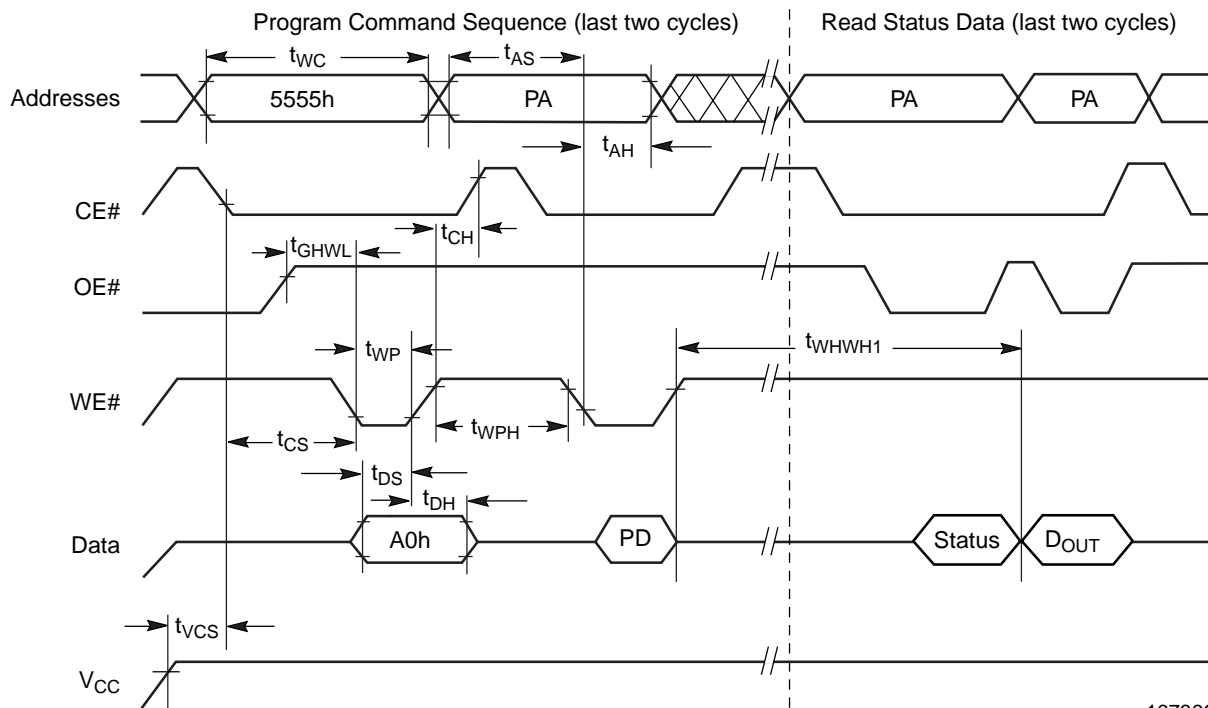 Program Command Sequence (last two cycles)
Read Status Data (last two cycles)
tWC
tAS
Addresses
5555h
PA
PA
PA
tAH
CE#
tCH
tGHWL
OE#
tWP
tWHWH1
WE#
tCS
tWPH
tDS
tDH
Data
A0h
PD
Status
DOUT
tVCS
VCC